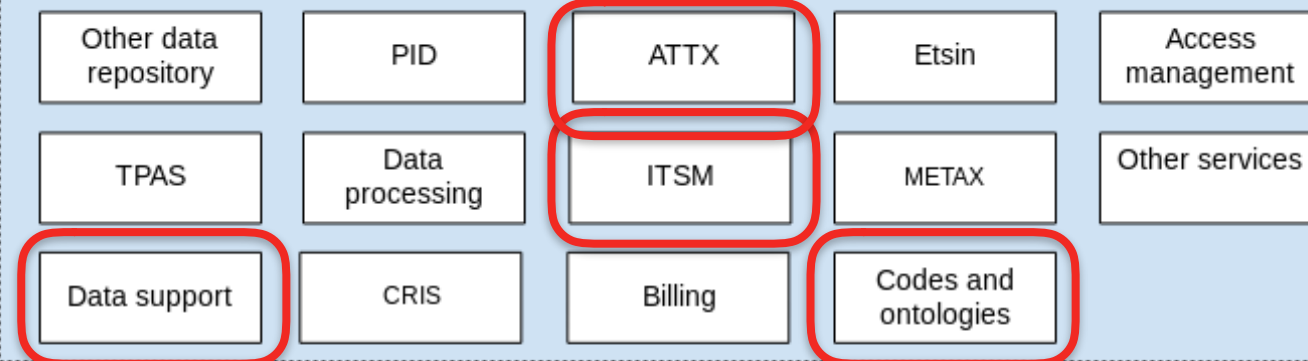 Other data
repository
PID
ATTX
Etsin
Access
management
TPAS
Data
processing
ITSM
METAX
Other services
Data support
CRIS
Billing
Codes and
ontologies